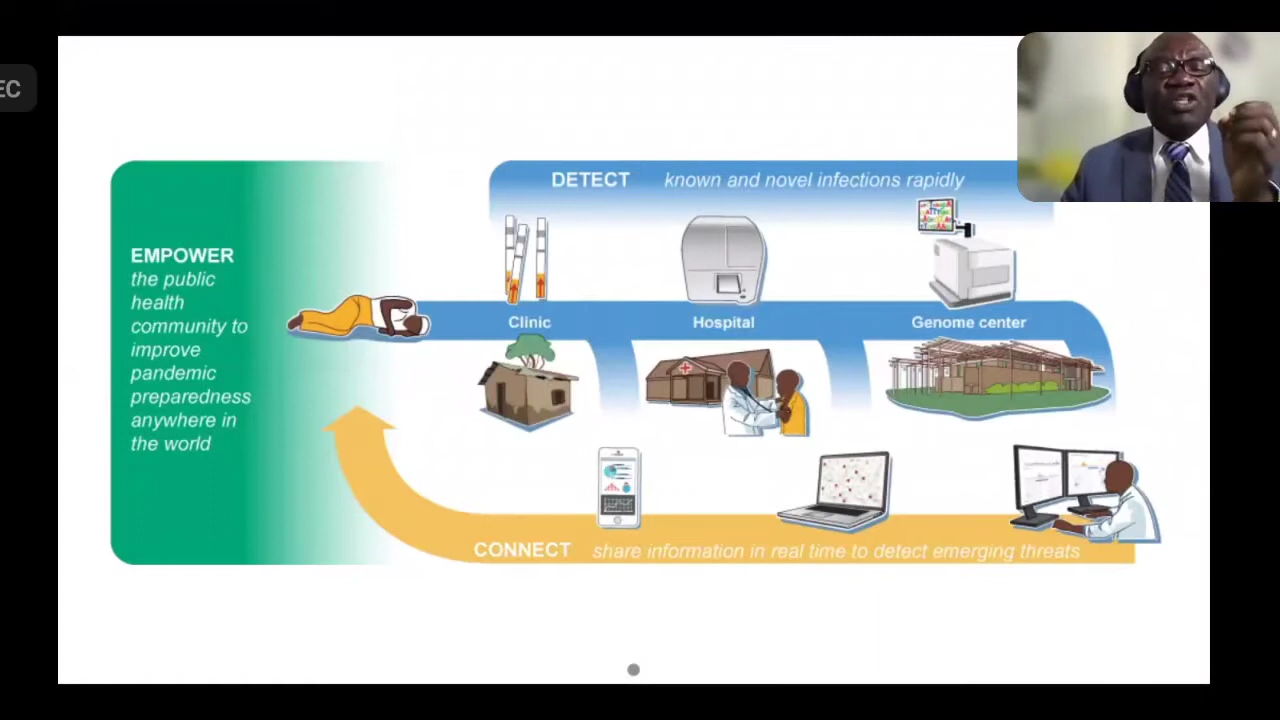 EC
DETECT known and novel infections rapidly
EMPOWER
the public
health
community to
improve
pandemic
preparedness
anywhere in
the world
Clinic
Hospital
Genome center
CONNECT share information in real time to detect emerging threats